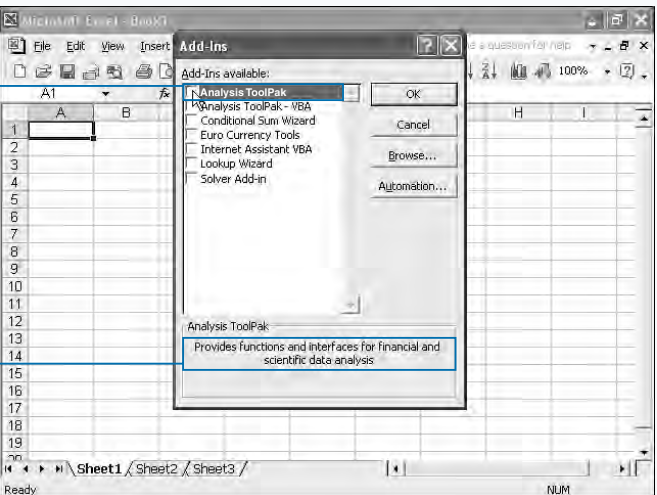 Microsoft Excel - Book1
File Edit View Insert
Add-Ins
Add-Ins available:
Analysis ToolPak
Analysis ToolPak - VBA
Conditional Sum Wizard
Euro Currency Tools
Internet Assistant VBA
Lookup Wizard
Solver Add-in
OK
Cancel
Browse...
Automation...
Analysis ToolPak
Provides functions and interfaces for financial and
scientific data analysis
question for help
100%
A1
fx
A B H I
1
2
3
4
5
6
7
8
9
10
11
12
13
14
15
16
17
18
19
Sheet1 / Sheet2 / Sheet3 /
Ready NUM